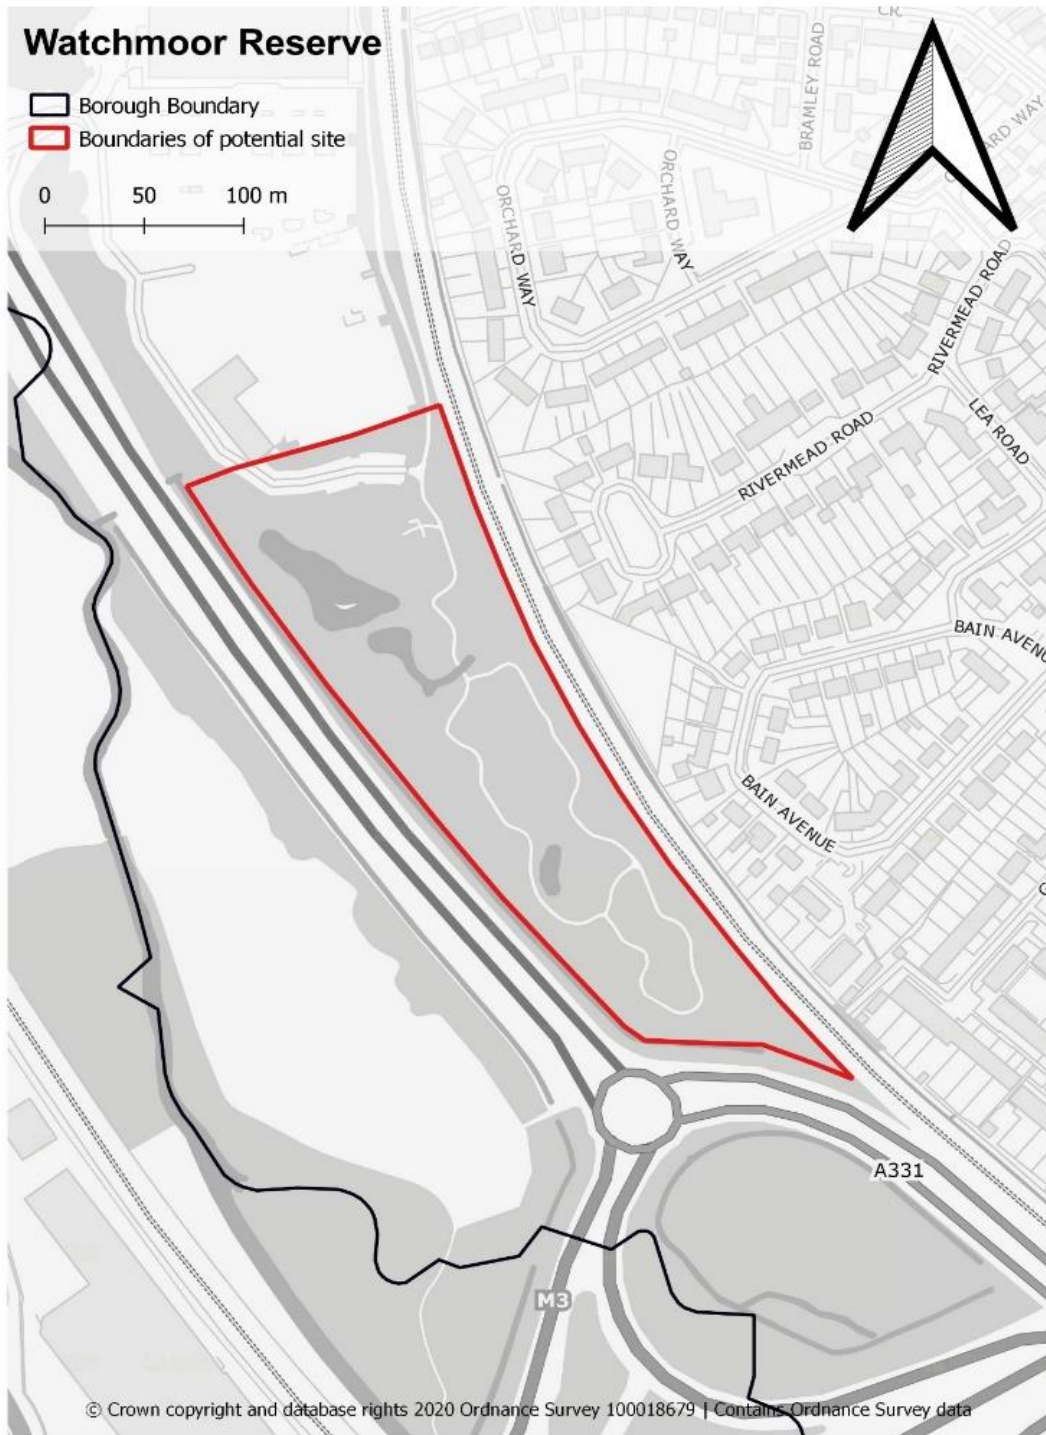 Watchmoor Reserve
Borough Boundary
Boundaries of potential site
0 50 100 m
CR
BRAMLEY ROAD
ORCHARD WAY
ORCHARD WAY
ARD WAY
RIVERMEAD ROAD
LEA ROAD
RIVERMEAD ROAD
BAIN AVENU
BAIN AVENUE
A331
M3
© Crown copyright and database rights 2020 Ordnance Survey 100018679 | Contains Ordnance Survey data